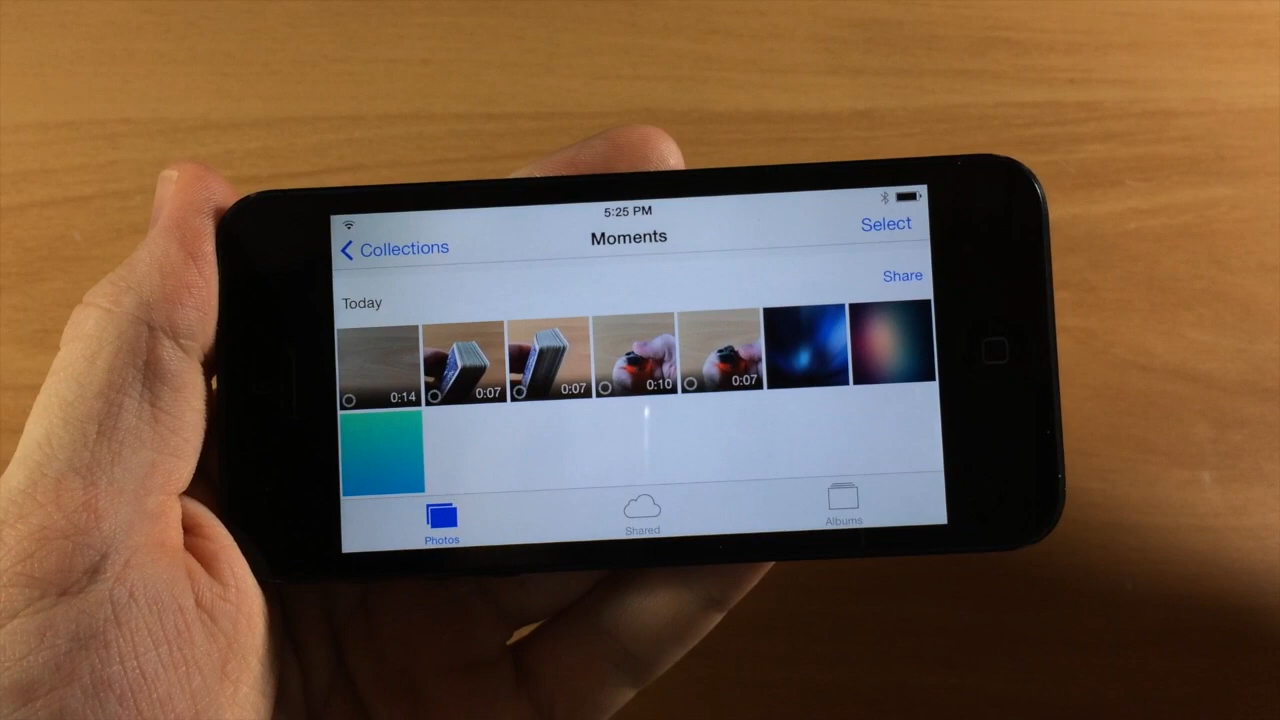 5:25 PM
Collections
Moments
Select
Share
Today
0:14
0:07
0:07
0:10
0:07
Photos
Shared
Albums